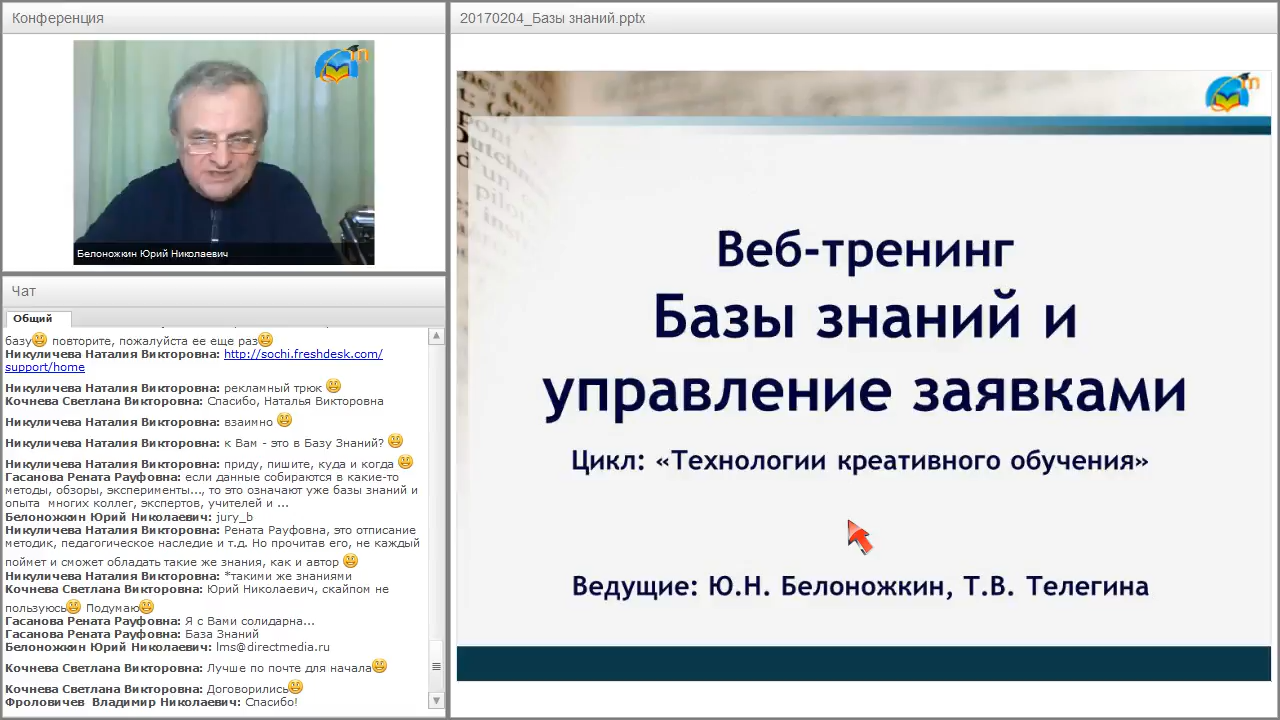 Конференция
Белоножкин Юрий Николаевич
Чат
Общий
базу повторите, пожалуйста ее еще раз
Никуличева Наталия Викторовна: http://sochi.freshdesk.com/
support/home
Никуличева Наталия Викторовна: рекламный трюк
Кочнева Светлана Викторовна: Спасибо, Наталья Викторовна
Никуличева Наталия Викторовна: взаимно
Никуличева Наталия Викторовна: к Вам - это в Базу Знаний?
Никуличева Наталия Викторовна: приду, пишите, куда и когда
Гасанова Рената Рауфовна: если данные собираются в какие-то
методы, обзоры, эксперименты..., то это означают уже базы знаний и
опыта многих коллег, экспертов, учителей и ...
Белоножкин Юрий Николаевич: jury_b
Никуличева Наталия Викторовна: Рената Рауфовна, это отписание
методик, педагогическое наследие и т.д. Но прочитав его, не каждый
поймет и сможет обладать такие же знания, как и автор
Никуличева Наталия Викторовна: *такими же знаниями
Кочнева Светлана Викторовна: Юрий Николаевич, скайпом не
пользуюсь Подумаю
Гасанова Рената Рауфовна: Я с Вами солидарна...
Гасанова Рената Рауфовна: База Знаний
Белоножкин Юрий Николаевич: lms@directmedia.ru
Кочнева Светлана Викторовна: Лучше по почте для начала
Кочнева Светлана Викторовна: Договорились
Фроловичев Владимир Николаевич: Спасибо!
20170204_Базы знаний.pptx
Веб-тренинг
Базы знаний и
управление заявками
Цикл: «Технологии креативного обучения»
Ведущие: Ю.Н. Белоножкин, Т.В. Телегина